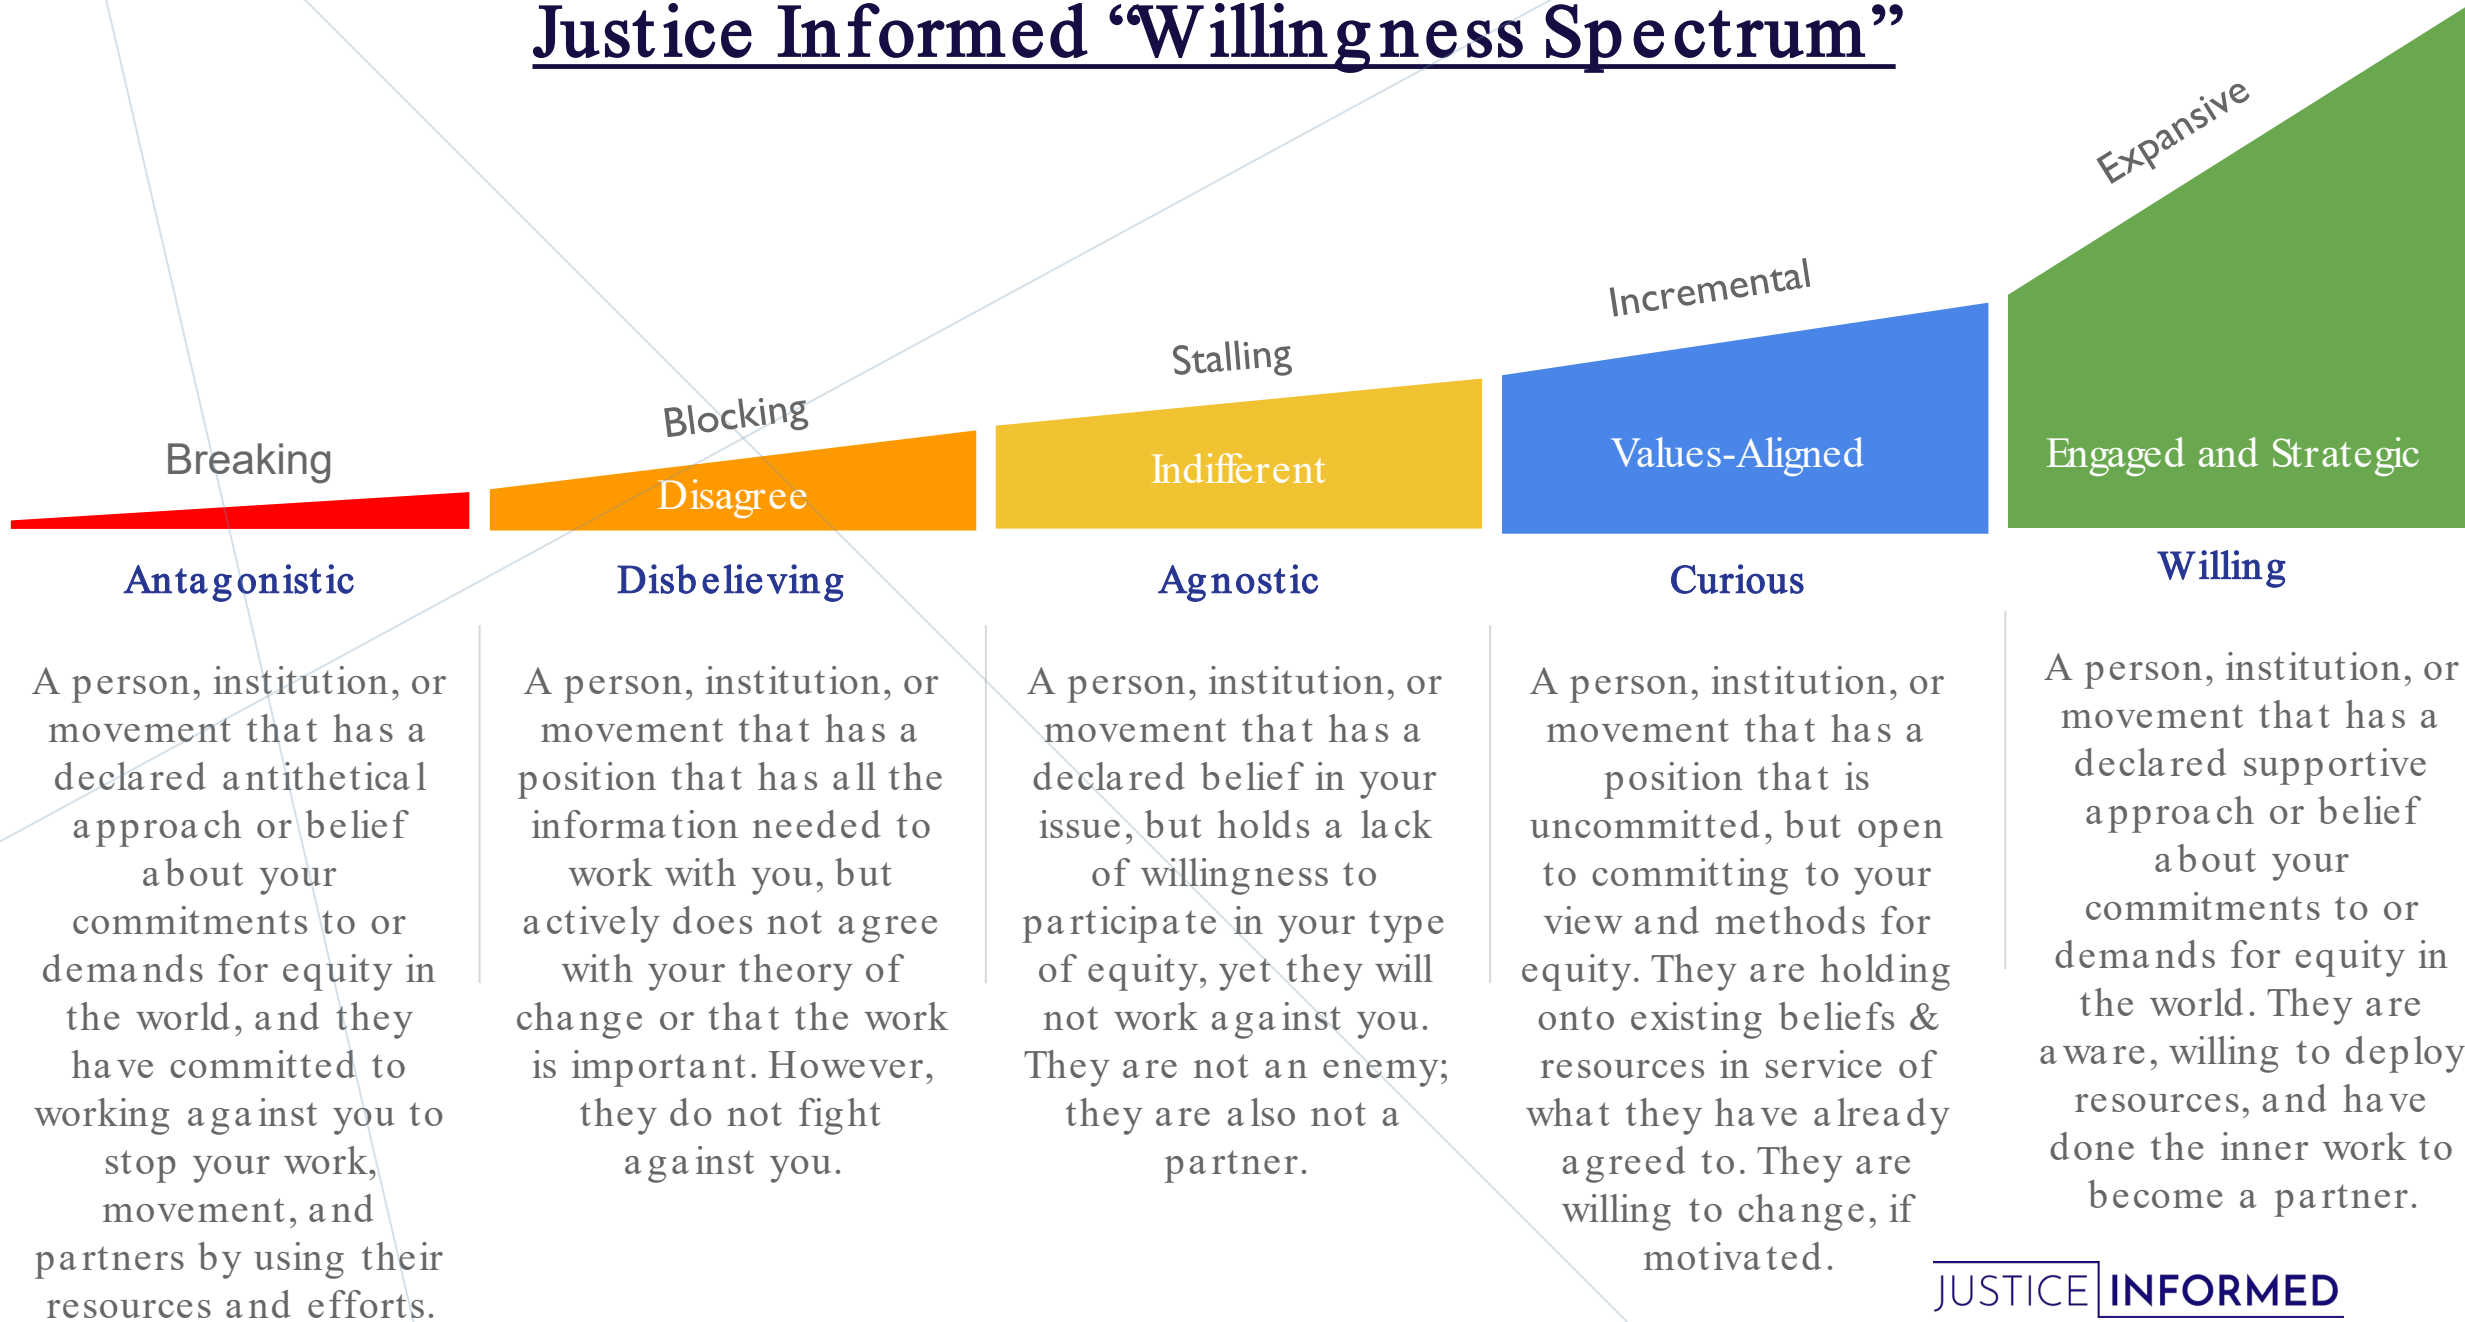 Justice Informed “Willingness Spectrum”
Expansive
Incremental
Stalling
Blocking
Breaking
Disagree
Indifferent
Values-Aligned
Engaged and Strategic
Antagonistic
A person, institution, or
movement that has a
declared antithetical
approach or belief
about your
commitments to or
demands for equity in
the world, and they
have committed to
working against you to
stop your work,
movement, and
partners by using their
resources and efforts.
Disbelieving
A person, institution, or
movement that has a
position that has all the
information needed to
work with you, but
actively does not agree
with your theory of
change or that the work
is important. However,
they do not fight
against you.
Agnostic
A person, institution, or
movement that has a
declared belief in your
issue, but holds a lack
of willingness to
participate in your type
of equity, yet they will
not work against you.
They are not an enemy;
they are also not a
partner.
Curious
A person, institution, or
movement that has a
position that is
uncommitted, but open
to committing to your
view and methods for
equity. They are holding
onto existing beliefs &
resources in service of
what they have already
agreed to. They are
willing to change, if
motivated.
Willing
A person, institution, or
movement that has a
declared supportive
approach or belief
about your
commitments to or
demands for equity in
the world. They are
aware, willing to deploy
resources, and have
done the inner work to
become a partner.
JUSTICE INFORMED